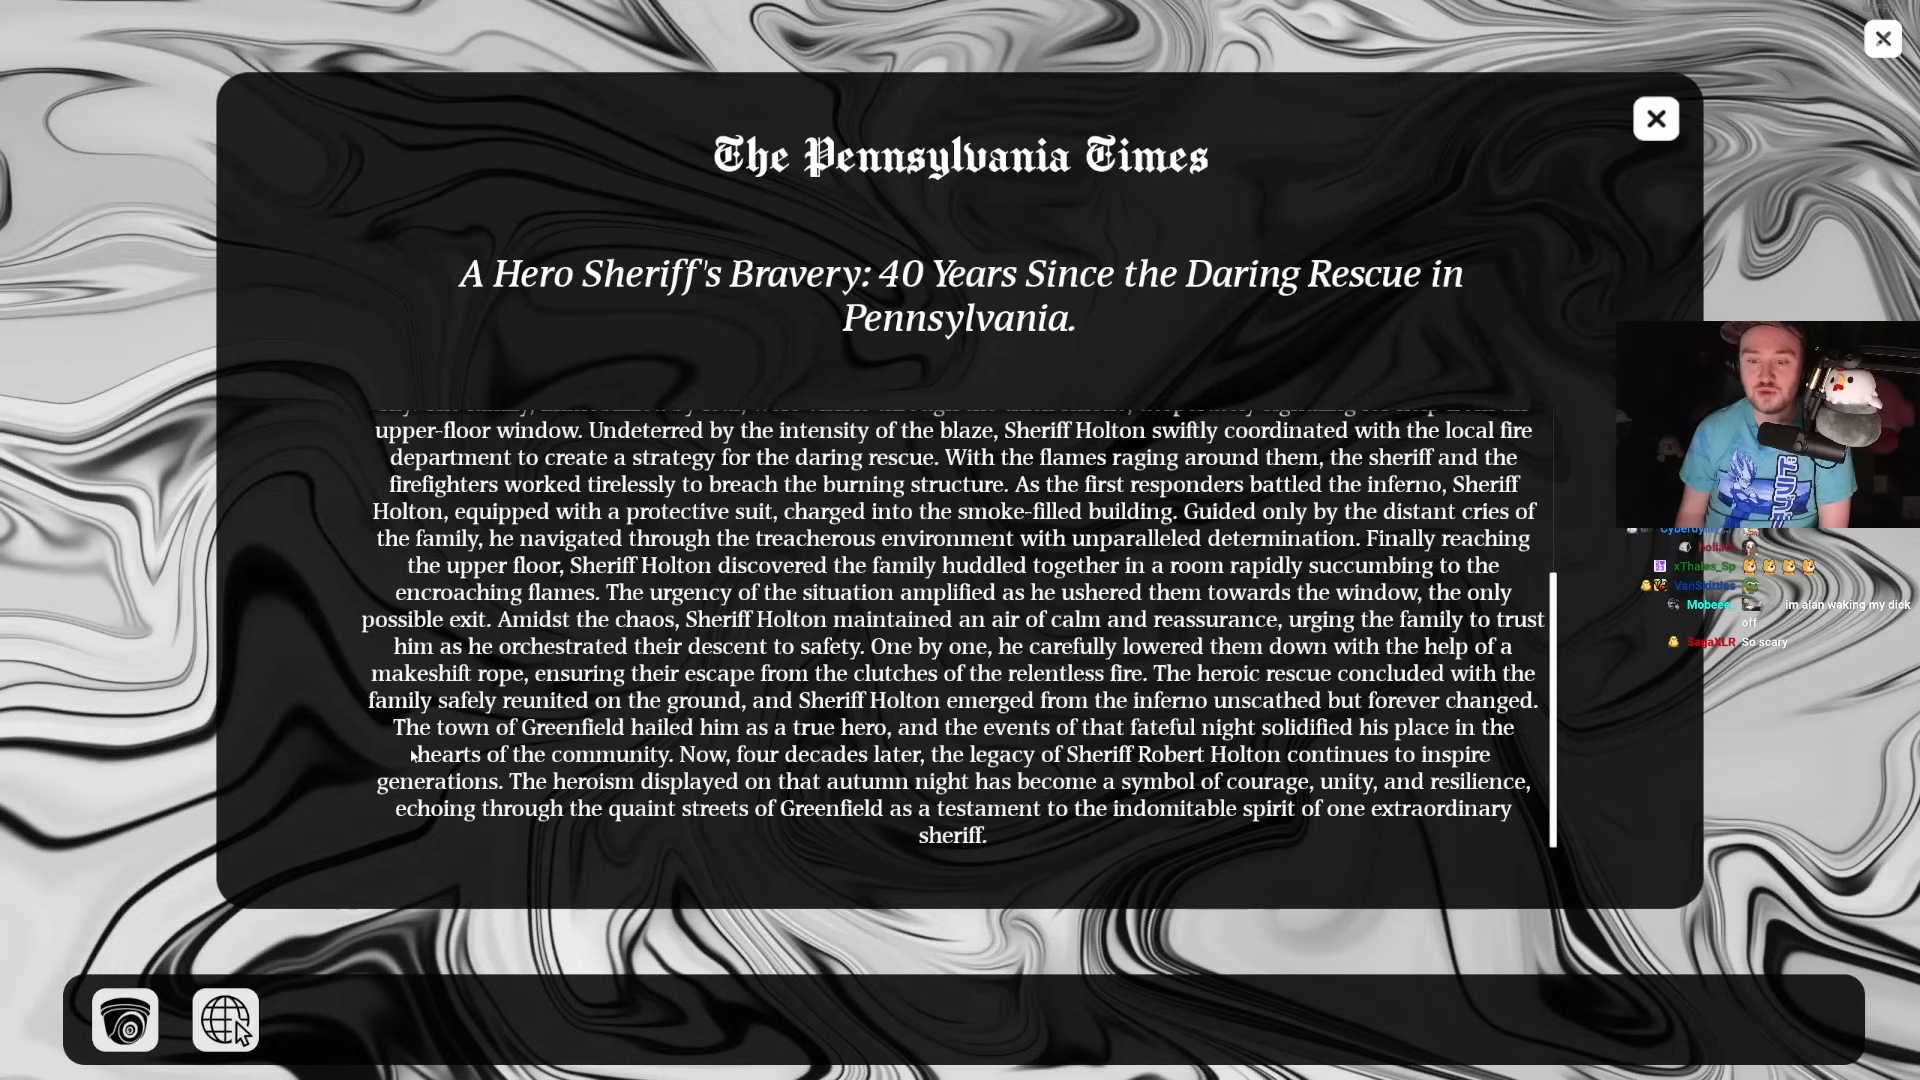 The Pennsylvania Times
A Hero Sheriff's Bravery: 40 Years Since the Daring Rescue in
Pennsylvania.
upper-floor window. Undeterred by the intensity of the blaze, Sheriff Holton swiftly coordinated with the local fire
department to create a strategy for the daring rescue. With the flames raging around them, the sheriff and the
firefighters worked tirelessly to breach the burning structure. As the first responders battled the inferno, Sheriff
Holton, equipped with a protective suit, charged into the smoke-filled building. Guided only by the distant cries of
the family, he navigated through the treacherous environment with unparalleled determination. Finally reaching
the upper floor, Sheriff Holton discovered the family huddled together in a room rapidly succumbing to the
encroaching flames. The urgency of the situation amplified as he ushered them towards the window, the only
possible exit. Amidst the chaos, Sheriff Holton maintained an air of calm and reassurance, urging the family to trust
him as he orchestrated their descent to safety. One by one, he carefully lowered them down with the help of a
makeshift rope, ensuring their escape from the clutches of the relentless fire. The heroic rescue concluded with the
family safely reunited on the ground, and Sheriff Holton emerged from the inferno unscathed but forever changed.
The town of Greenfield hailed him as a true hero, and the events of that fateful night solidified his place in the
hearts of the community. Now, four decades later, the legacy of Sheriff Robert Holton continues to inspire
generations. The heroism displayed on that autumn night has become a symbol of courage, unity, and resilience,
echoing through the quaint streets of Greenfield as a testament to the indomitable spirit of one extraordinary
sheriff.
xThales_Sp
VanSkittles
Mobeee im alan waking my dick
off
SagaXLR So scary